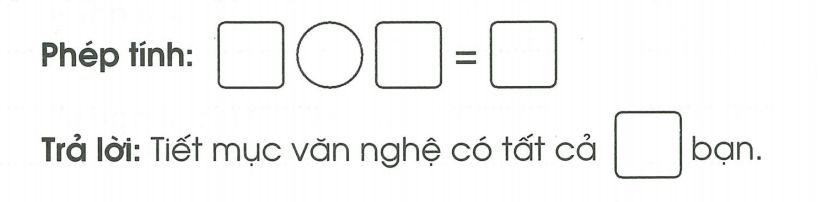 Phép tính: =
Trả lời: Tiết mục văn nghệ có tất cả bạn.